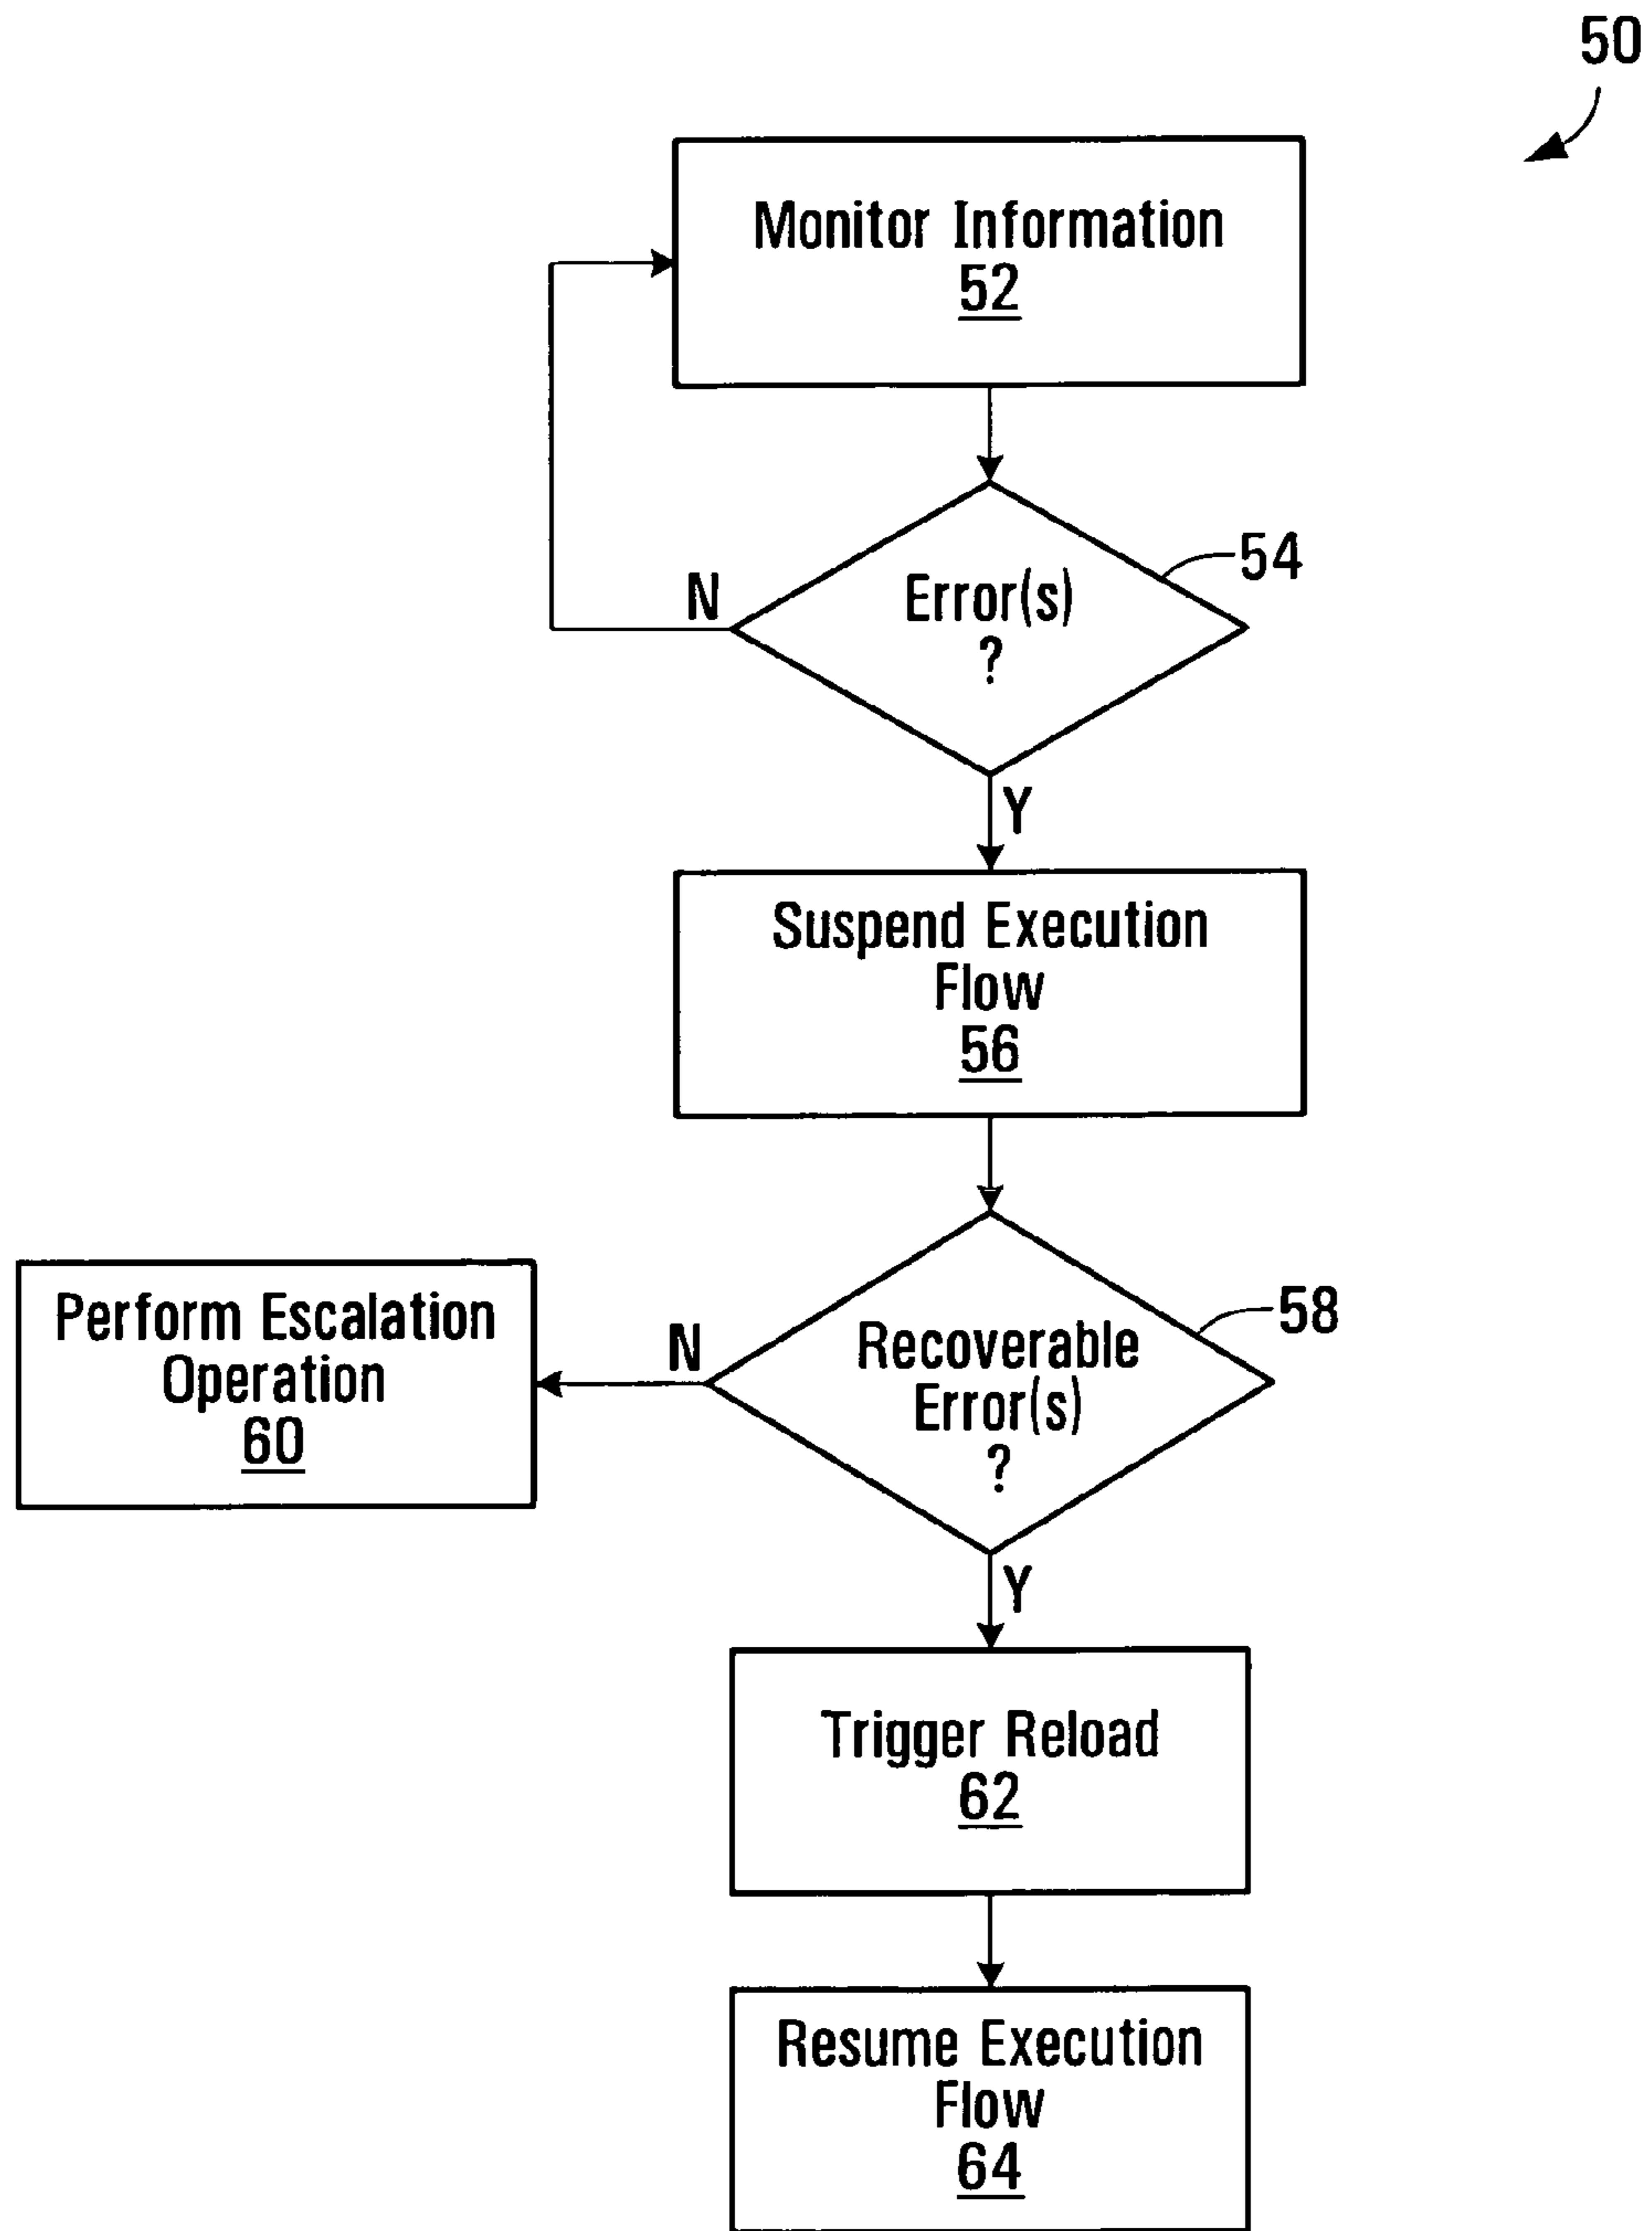 50
Monitor Information
52
54
Error(s)
?
N
Y
Suspend Execution
Flow
56
58
Recoverable
Error(s)
?
N
Perform Escalation
Operation
60
Y
Trigger Reload
62
Resume Execution
Flow
64